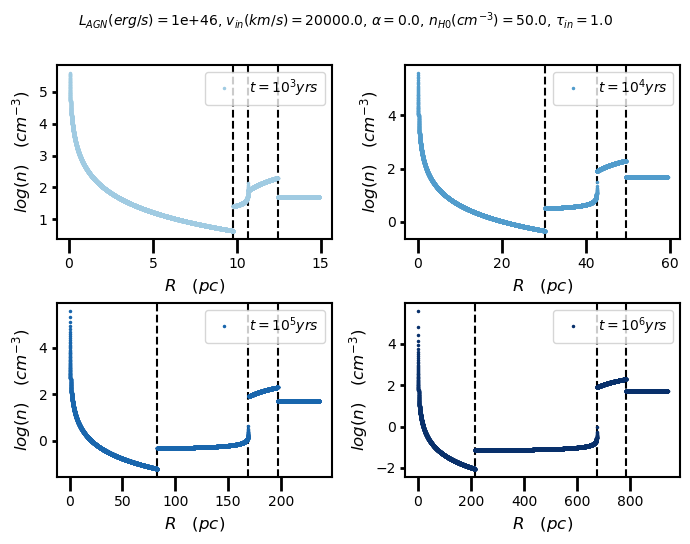 L_AGN(erg/s) = 1e+46, v_in(km/s) = 20000.0, α = 0.0, n_H0(cm^−3) = 50.0, τ_in = 1.0
t = 10^3 yrs
log(n) (cm^−3)
5
4
3
2
1
0 5 10 15
R (pc)
t = 10^4 yrs
log(n) (cm^−3)
4
2
0
0 20 40 60
R (pc)
t = 10^5 yrs
log(n) (cm^−3)
4
2
0
0 50 100 150 200
R (pc)
t = 10^6 yrs
log(n) (cm^−3)
4
2
0
−2
0 200 400 600 800
R (pc)